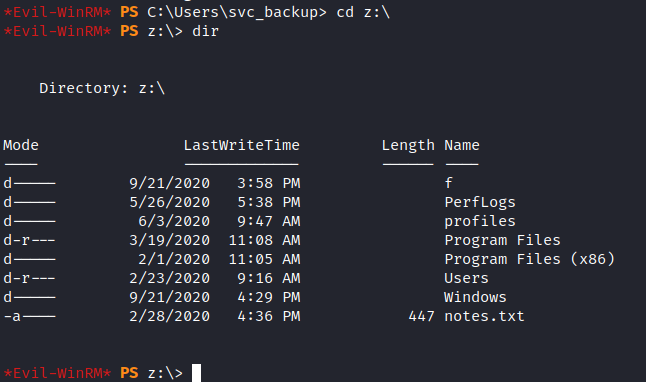 *Evil-WinRM* PS C:\Users\svc_backup> cd z:\
*Evil-WinRM* PS z:\> dir
Directory: z:\
Mode LastWriteTime Length Name
---- ------------- ------ ----
d----- 9/21/2020 3:58 PM f
d----- 5/26/2020 5:38 PM PerfLogs
d----- 6/3/2020 9:47 AM profiles
d-r--- 3/19/2020 11:08 AM Program Files
d----- 2/1/2020 11:05 AM Program Files (x86)
d-r--- 2/23/2020 9:16 AM Users
d----- 9/21/2020 4:29 PM Windows
-a---- 2/28/2020 4:36 PM 447 notes.txt
*Evil-WinRM* PS z:\>